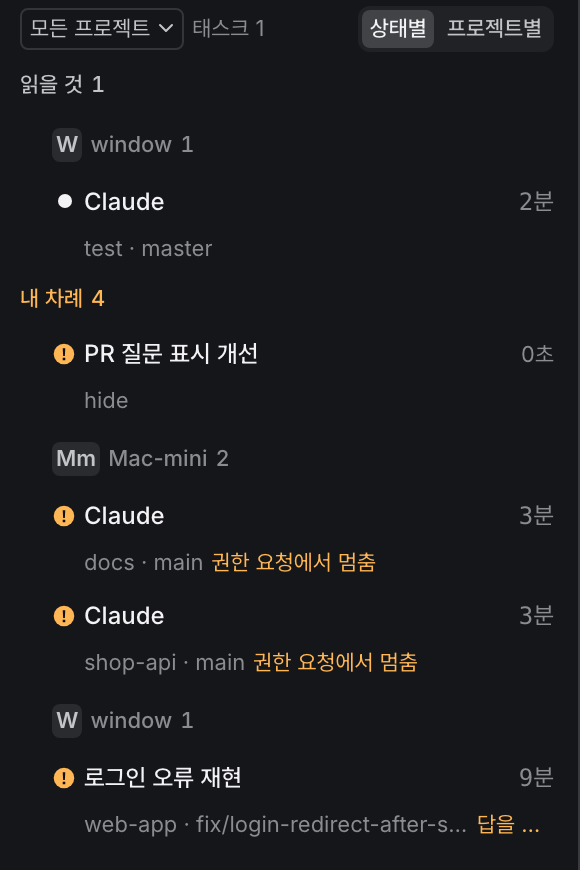 모든 프로젝트 태스크 1 상태별 프로젝트별
읽을 것 1
W window 1
Claude 2분
test · master
내 차례 4
! PR 질문 표시 개선 0초
hide
Mm Mac-mini 2
! Claude 3분
docs · main 권한 요청에서 멈춤
! Claude 3분
shop-api · main 권한 요청에서 멈춤
W window 1
! 로그인 오류 재현 9분
web-app · fix/login-redirect-after-s... 답을 ...